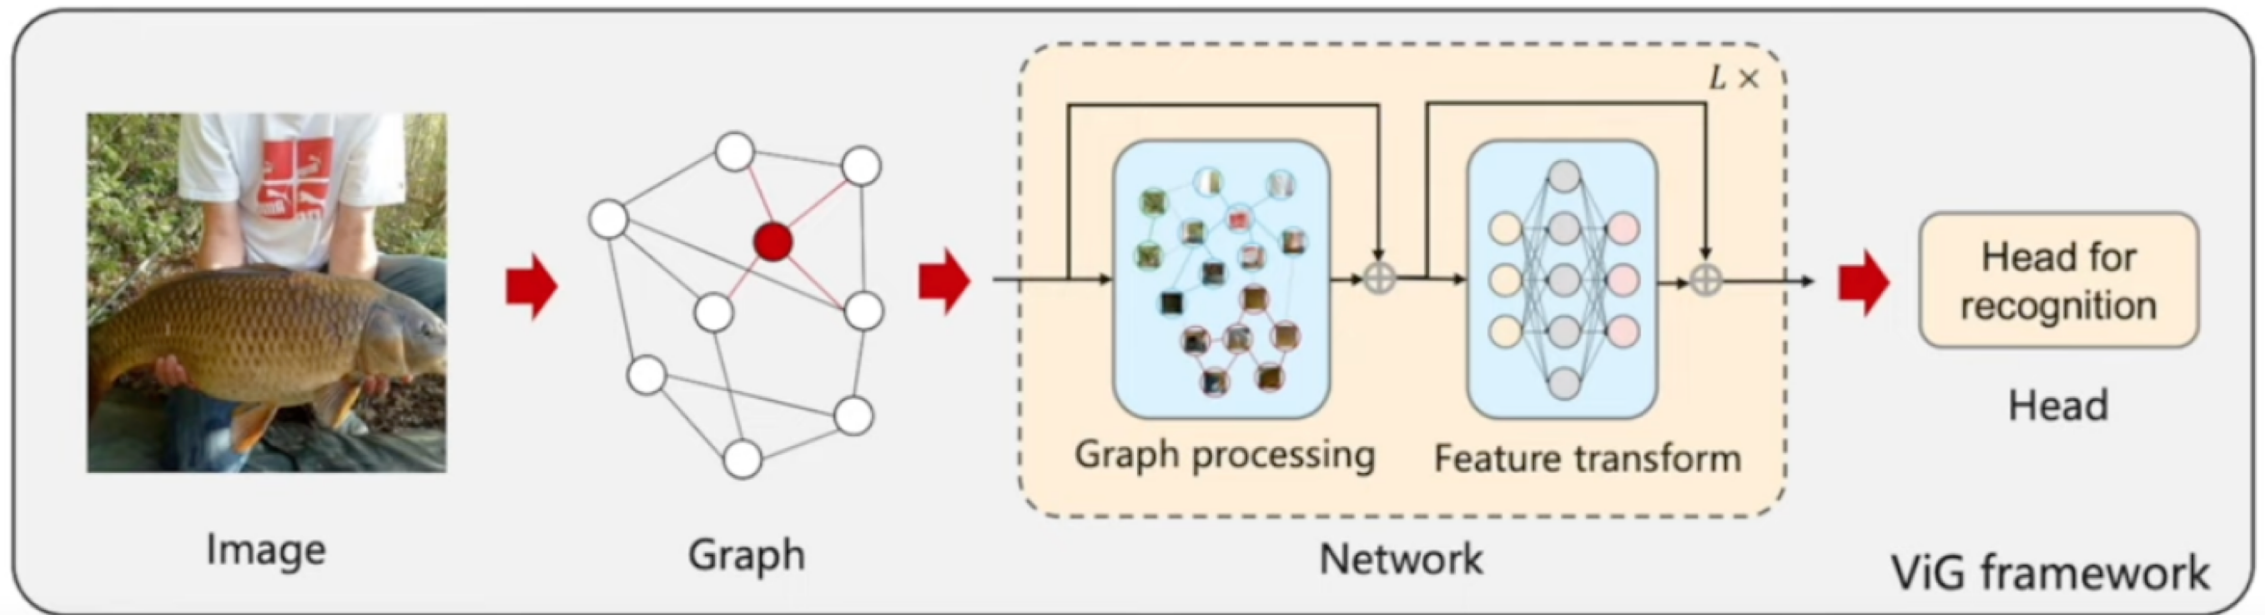 L ×
Graph processing
Feature transform
Head for
recognition
Head
Image
Graph
Network
ViG framework